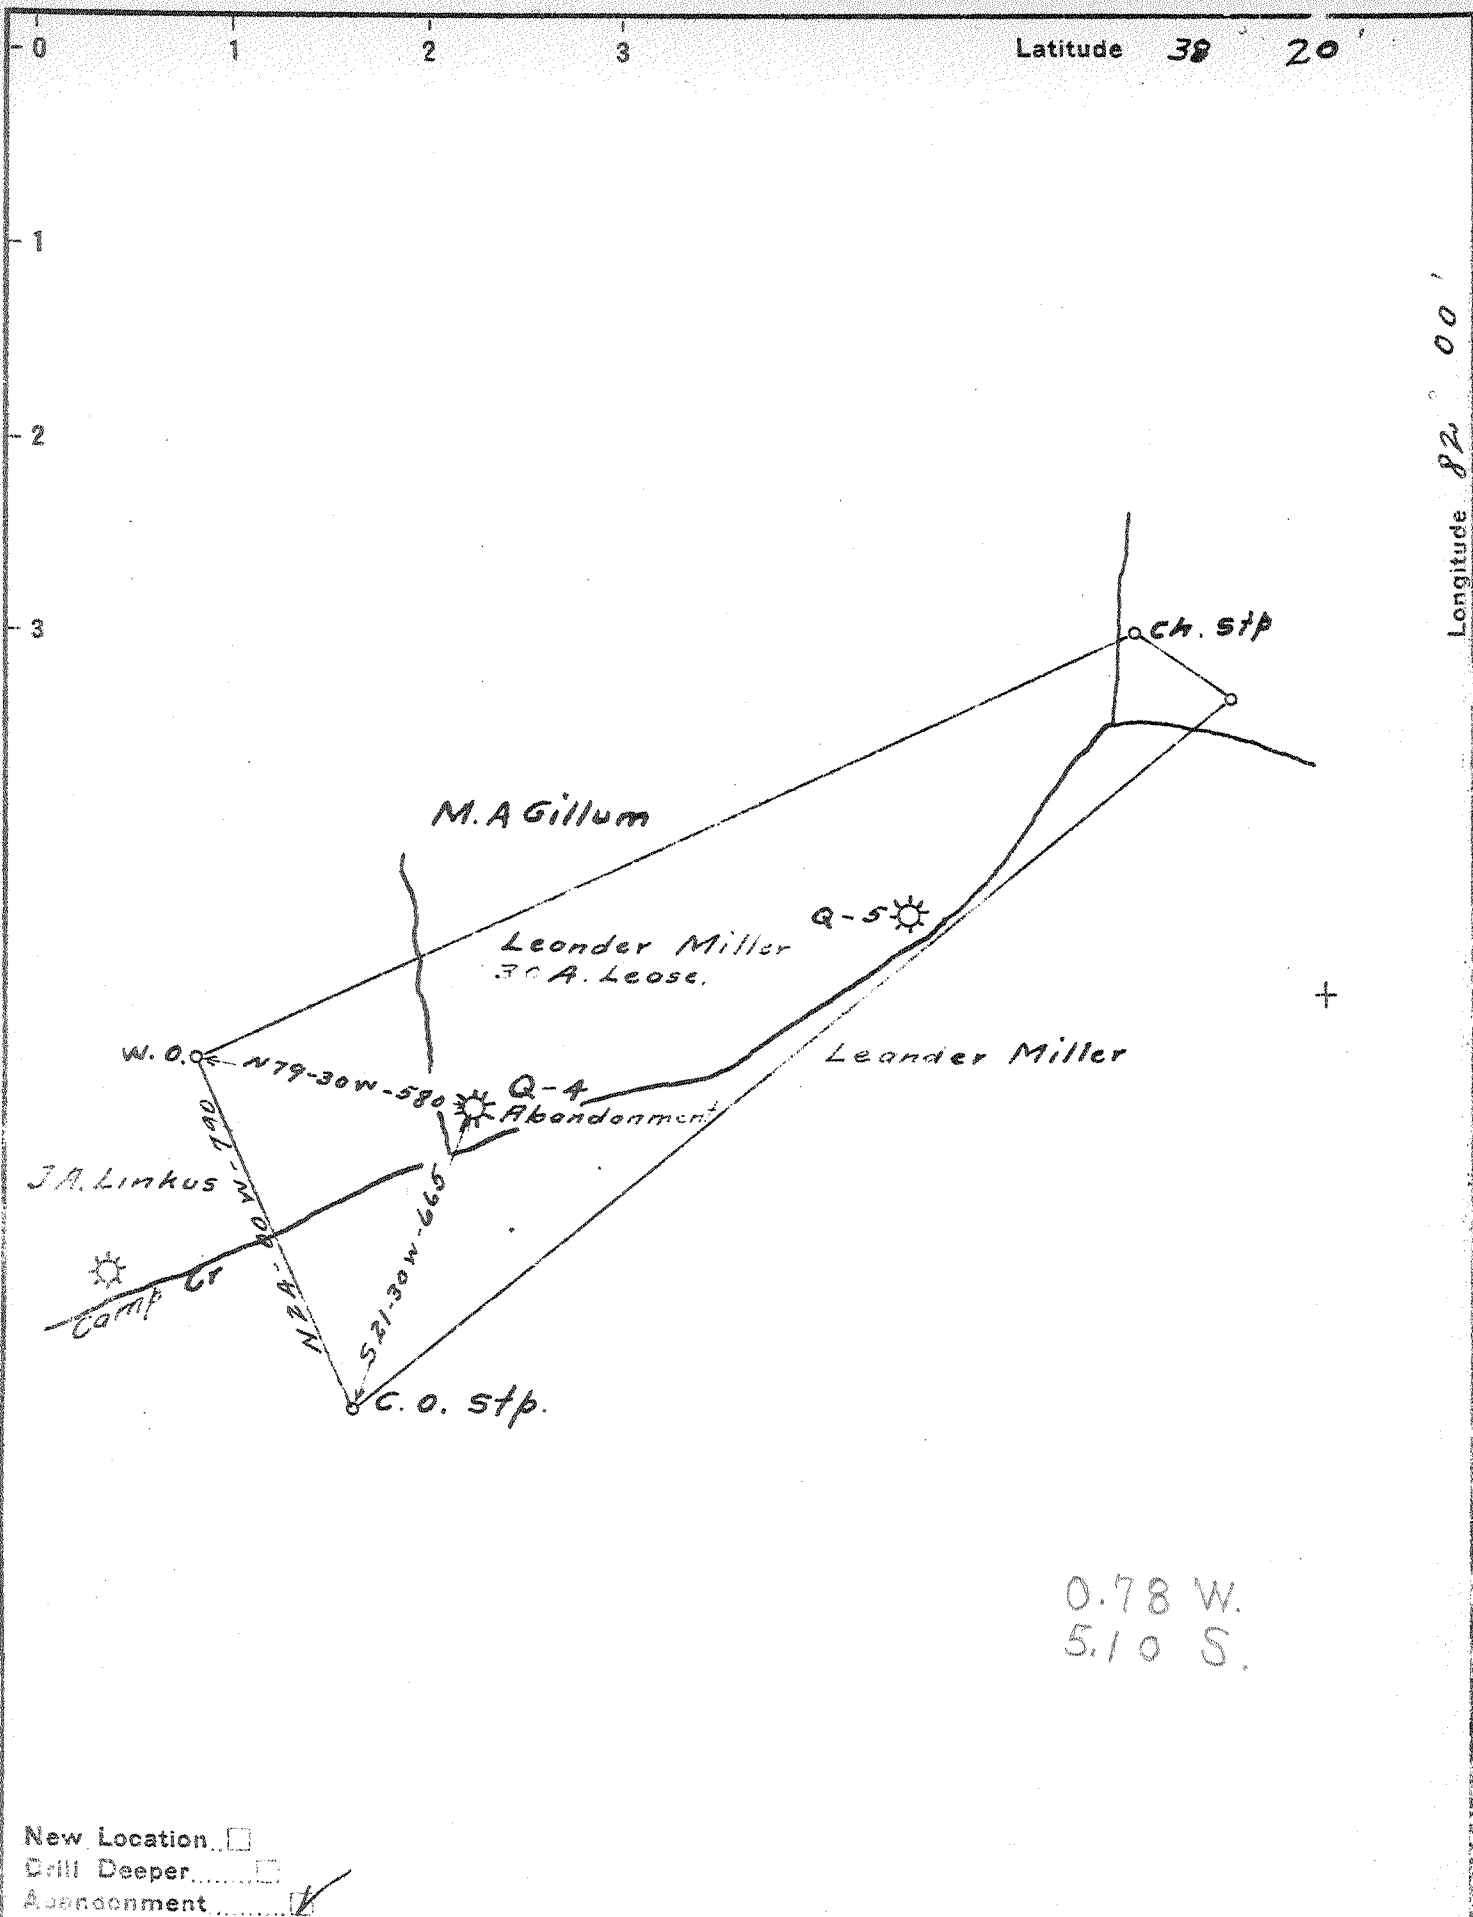 0 1 2 3 Latitude 38° 20'
1
2
3
Longitude 82° 00'
Ch. Stp
M. A Gillum
Q-5
Leander Miller
30 A. Lease.
W. O.
N79-30W-580
Q-4
Abandonment
Leander Miller
J.A. Linkus
N24-00W-790
S21-30W-665
Camp Cr
C. O. Stp.
0.78 W.
5.10 S.
New Location
Drill Deeper
Abandonment